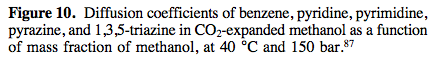 Figure 10. Diffusion coefficients of benzene, pyridine, pyrimidine,
pyrazine, and 1,3,5-triazine in CO₂-expanded methanol as a function
of mass fraction of methanol, at 40 °C and 150 bar.⁸⁷